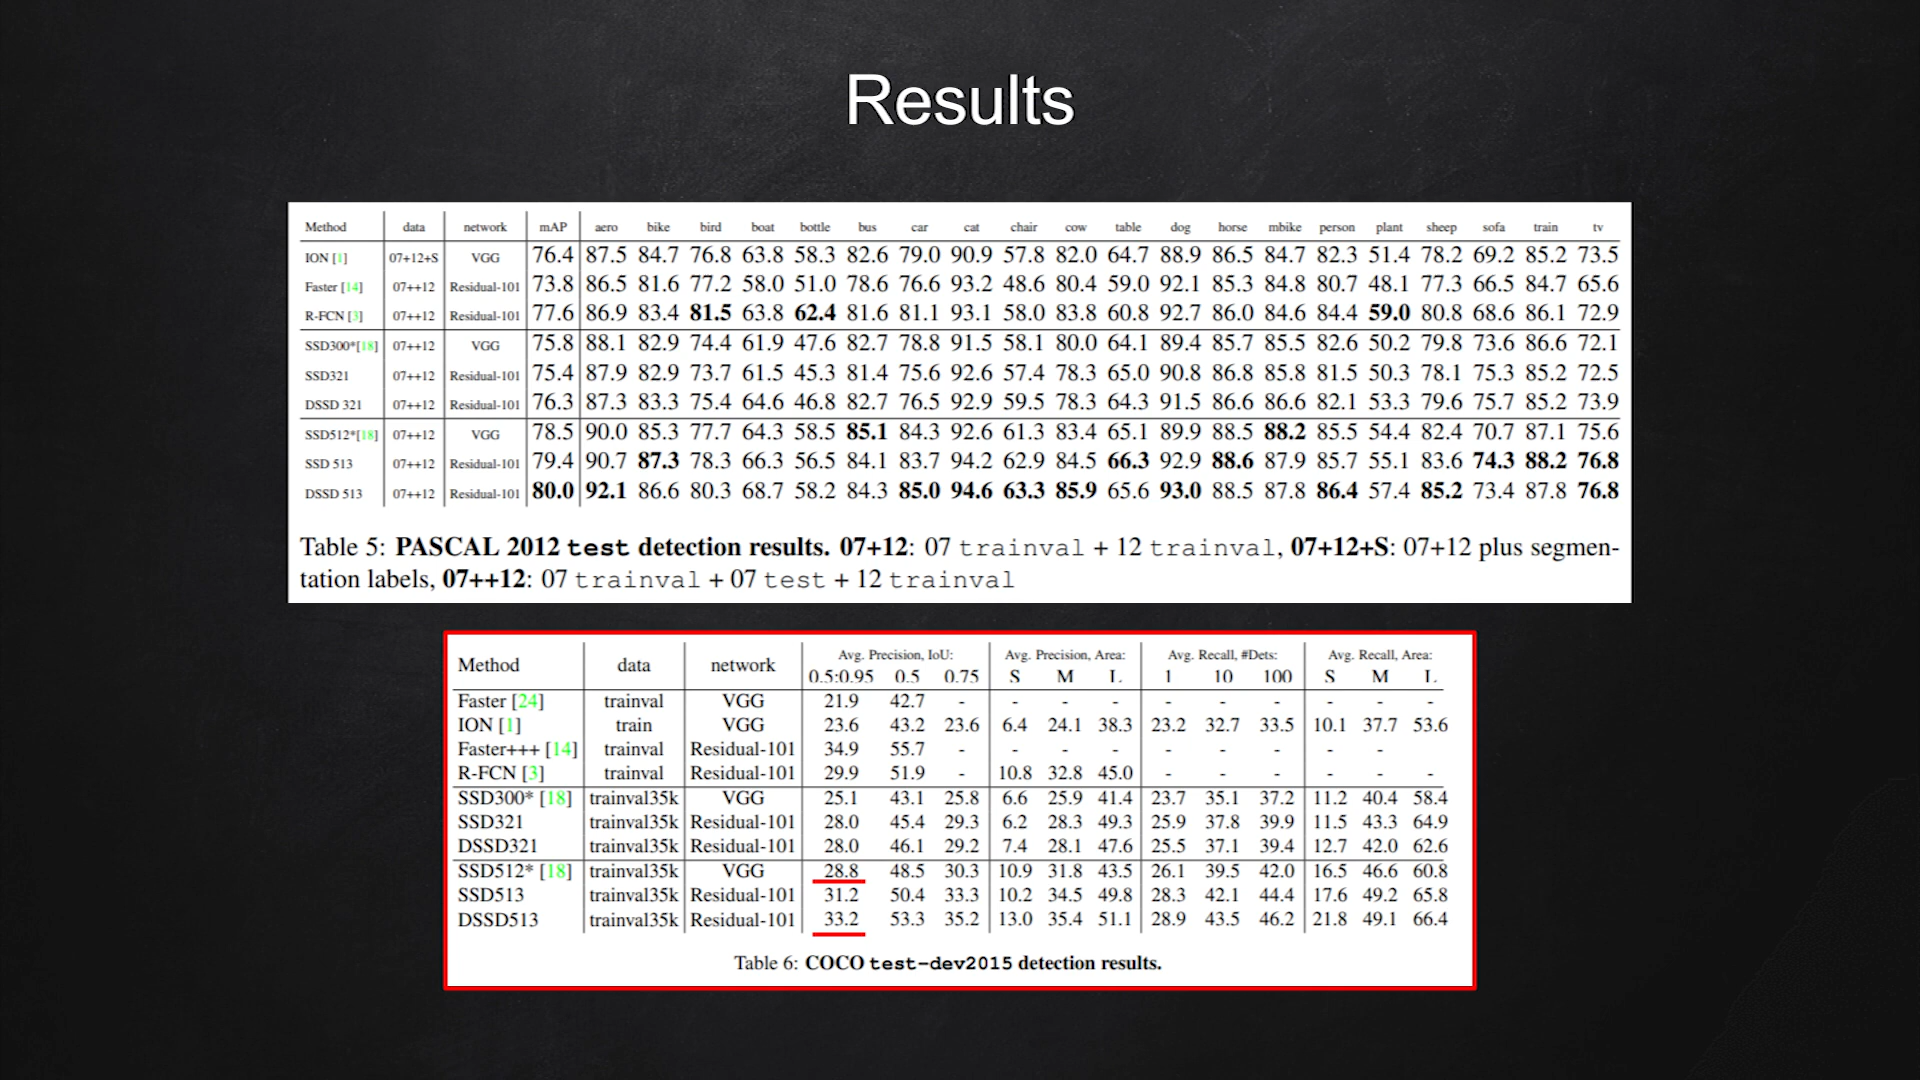 Results
Method data network mAP aero bike bird boat bottle bus car cat chair cow table dog horse mbike person plant sheep sofa train tv
ION [1] 07+12+S VGG 76.4 87.5 84.7 76.8 63.8 58.3 82.6 79.0 90.9 57.8 82.0 64.7 88.9 86.5 84.7 82.3 51.4 78.2 69.2 85.2 73.5
Faster [14] 07++12 Residual-101 73.8 86.5 81.6 77.2 58.0 51.0 78.6 76.6 93.2 48.6 80.4 59.0 92.1 85.3 84.8 80.7 48.1 77.3 66.5 84.7 65.6
R-FCN [3] 07++12 Residual-101 77.6 86.9 83.4 81.5 63.8 62.4 81.6 81.1 93.1 58.0 83.8 60.8 92.7 86.0 84.6 84.4 59.0 80.8 68.6 86.1 72.9
SSD300*[18] 07++12 VGG 75.8 88.1 82.9 74.4 61.9 47.6 82.7 78.8 91.5 58.1 80.0 64.1 89.4 85.7 85.5 82.6 50.2 79.8 73.6 86.6 72.1
SSD321 07++12 Residual-101 75.4 87.9 82.9 73.7 61.5 45.3 81.4 75.6 92.6 57.4 78.3 65.0 90.8 86.8 85.8 81.5 50.3 78.1 75.3 85.2 72.5
DSSD 321 07++12 Residual-101 76.3 87.3 83.3 75.4 64.6 46.8 82.7 76.5 92.9 59.5 78.3 64.3 91.5 86.6 86.6 82.1 53.3 79.6 75.7 85.2 73.9
SSD512*[18] 07++12 VGG 78.5 90.0 85.3 77.7 64.3 58.5 85.1 84.3 92.6 61.3 83.4 65.1 89.9 88.5 88.2 85.5 54.4 82.4 70.7 87.1 75.6
SSD 513 07++12 Residual-101 79.4 90.7 87.3 78.3 66.3 56.5 84.1 83.7 94.2 62.9 84.5 66.3 92.9 88.6 87.9 85.7 55.1 83.6 74.3 88.2 76.8
DSSD 513 07++12 Residual-101 80.0 92.1 86.6 80.3 68.7 58.2 84.3 85.0 94.6 63.3 85.9 65.6 93.0 88.5 87.8 86.4 57.4 85.2 73.4 87.8 76.8
Table 5: PASCAL 2012 test detection results. 07+12: 07 trainval + 12 trainval, 07+12+S: 07+12 plus segmen-
tation labels, 07++12: 07 trainval + 07 test + 12 trainval
Method data network Avg. Precision, IoU: Avg. Precision, Area: Avg. Recall, #Dets: Avg. Recall, Area:
0.5:0.95 0.5 0.75 S M L 1 10 100 S M L
Faster [24] trainval VGG 21.9 42.7 - - - - - - - - - -
ION [1] train VGG 23.6 43.2 23.6 6.4 24.1 38.3 23.2 32.7 33.5 10.1 37.7 53.6
Faster+++ [14] trainval Residual-101 34.9 55.7 - - - - - - - - -
R-FCN [3] trainval Residual-101 29.9 51.9 - 10.8 32.8 45.0 - - - - - -
SSD300* [18] trainval35k VGG 25.1 43.1 25.8 6.6 25.9 41.4 23.7 35.1 37.2 11.2 40.4 58.4
SSD321 trainval35k Residual-101 28.0 45.4 29.3 6.2 28.3 49.3 25.9 37.8 39.9 11.5 43.3 64.9
DSSD321 trainval35k Residual-101 28.0 46.1 29.2 7.4 28.1 47.6 25.5 37.1 39.4 12.7 42.0 62.6
SSD512* [18] trainval35k VGG 28.8 48.5 30.3 10.9 31.8 43.5 26.1 39.5 42.0 16.5 46.6 60.8
SSD513 trainval35k Residual-101 31.2 50.4 33.3 10.2 34.5 49.8 28.3 42.1 44.4 17.6 49.2 65.8
DSSD513 trainval35k Residual-101 33.2 53.3 35.2 13.0 35.4 51.1 28.9 43.5 46.2 21.8 49.1 66.4
Table 6: COCO test-dev2015 detection results.